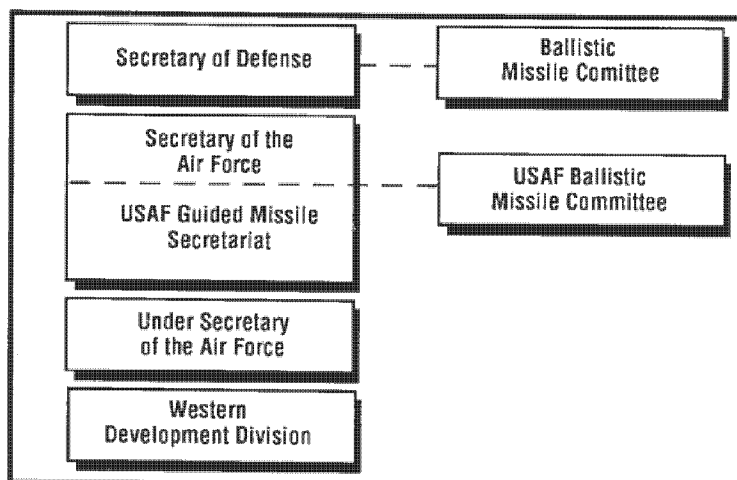 Secretary of Defense
Ballistic
Missile Comittee
Secretary of the
Air Force
USAF Guided Missile
Secretariat
USAF Ballistic
Missile Committee
Under Secretary
of the Air Force
Western
Development Division